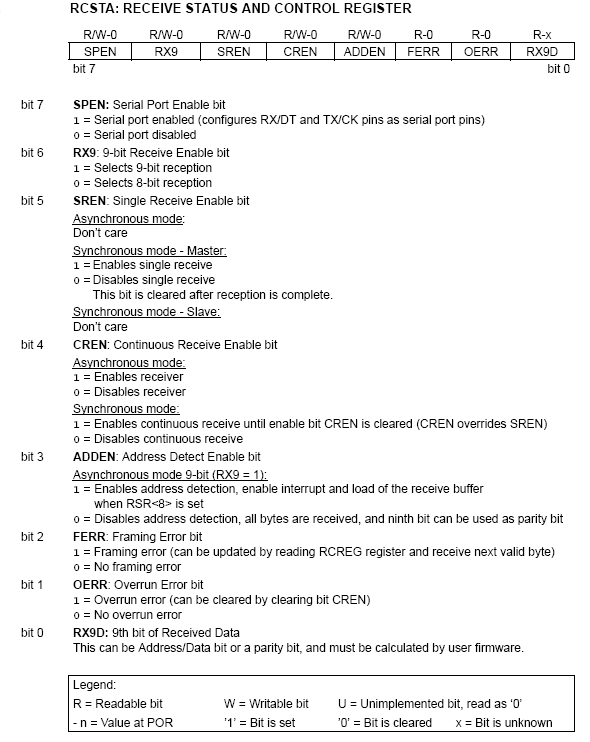 RCSTA: RECEIVE STATUS AND CONTROL REGISTER
R/W-0 R/W-0 R/W-0 R/W-0 R/W-0 R-0 R-0 R-x
SPEN RX9 SREN CREN ADDEN FERR OERR RX9D
bit 7 bit 0
bit 7 SPEN: Serial Port Enable bit
1 = Serial port enabled (configures RX/DT and TX/CK pins as serial port pins)
0 = Serial port disabled
bit 6 RX9: 9-bit Receive Enable bit
1 = Selects 9-bit reception
0 = Selects 8-bit reception
bit 5 SREN: Single Receive Enable bit
Asynchronous mode:
Don't care
Synchronous mode - Master:
1 = Enables single receive
0 = Disables single receive
This bit is cleared after reception is complete.
Synchronous mode - Slave:
Don't care
bit 4 CREN: Continuous Receive Enable bit
Asynchronous mode:
1 = Enables receiver
0 = Disables receiver
Synchronous mode:
1 = Enables continuous receive until enable bit CREN is cleared (CREN overrides SREN)
0 = Disables continuous receive
bit 3 ADDEN: Address Detect Enable bit
Asynchronous mode 9-bit (RX9 = 1):
1 = Enables address detection, enable interrupt and load of the receive buffer
when RSR<8> is set
0 = Disables address detection, all bytes are received, and ninth bit can be used as parity bit
bit 2 FERR: Framing Error bit
1 = Framing error (can be updated by reading RCREG register and receive next valid byte)
0 = No framing error
bit 1 OERR: Overrun Error bit
1 = Overrun error (can be cleared by clearing bit CREN)
0 = No overrun error
bit 0 RX9D: 9th bit of Received Data
This can be Address/Data bit or a parity bit, and must be calculated by user firmware.
Legend:
R = Readable bit W = Writable bit U = Unimplemented bit, read as '0'
- n = Value at POR '1' = Bit is set '0' = Bit is cleared x = Bit is unknown